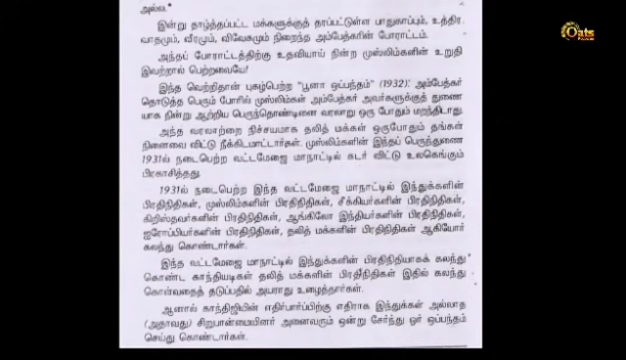 அல்ல."
Oats
இன்று தாழ்த்தப்பட்ட மக்களுக்குத் தரப்பட்டுள்ள பாதுகாப்பும், உத்திர
வாதமும், வீரமும், விவேகமும் நிறைந்த அம்பேத்கரின் போராட்டம்.
அந்தப் போராட்டத்திற்கு உதவியாய் நின்ற முஸ்லிம்களின் உறுதி
இவற்றால் பெற்றவையே!
இந்த வெற்றிதான் புகழ்பெற்ற "பூனா ஒப்பந்தம்" (1932). அம்பேத்கர்
தொடுத்த பெரும் போரில் முஸ்லிம்கள் அம்பேத்கர் அவர்களுக்குத் துணை
யாக நின்று ஆற்றிய பெருந்தொண்டினை வரலாறு ஒரு போதும் மறந்திடாது.
அந்த வரலாற்றை நிச்சயமாக தலித் மக்கள் ஒருபோதும் தங்கள்
நினைவை விட்டு நீக்கிடமாட்டார்கள். முஸ்லிம்களின் இந்தப் பெருந்துணை
1931ல் நடைபெற்ற வட்டமேஜை மாநாட்டில் சுடர் விட்டு உலகெங்கும்
பிரகாசித்தது.
1931ல் நடைபெற்ற இந்த வட்டமேஜை மாநாட்டில் இந்துக்களின்
பிரதிநிதிகள், முஸ்லிம்களின் பிரதிநிதிகள், சீக்கியர்களின் பிரதிநிதிகள்,
கிறிஸ்தவர்களின் பிரதிநிதிகள், ஆங்கிலோ இந்தியர்களின் பிரதிநிதிகள்,
ஐரோப்பியர்களின் பிரதிநிதிகள், தலித் மக்களின் பிரதிநிதிகள் ஆகியோர்
கலந்து கொண்டார்கள்.
இந்த வட்டமேஜை மாநாட்டில் இந்துக்களின் பிரதிநிதியாகக் கலந்து
கொண்ட காந்தியடிகள் தலித் மக்களின் பிரதிநிதிகள் இதில் கலந்து
கொள்வதைத் தடுப்பதில் அயராது உழைத்தார்கள்.
ஆனால் காந்திஜியின் எதிர்பார்ப்பிற்கு எதிராக இந்துக்கள் அல்லாத
(அதாவது) சிறுபான்மையினர் அனைவரும் ஒன்று சேர்ந்து ஓர் ஒப்பந்தம்
செய்து கொண்டார்கள்.